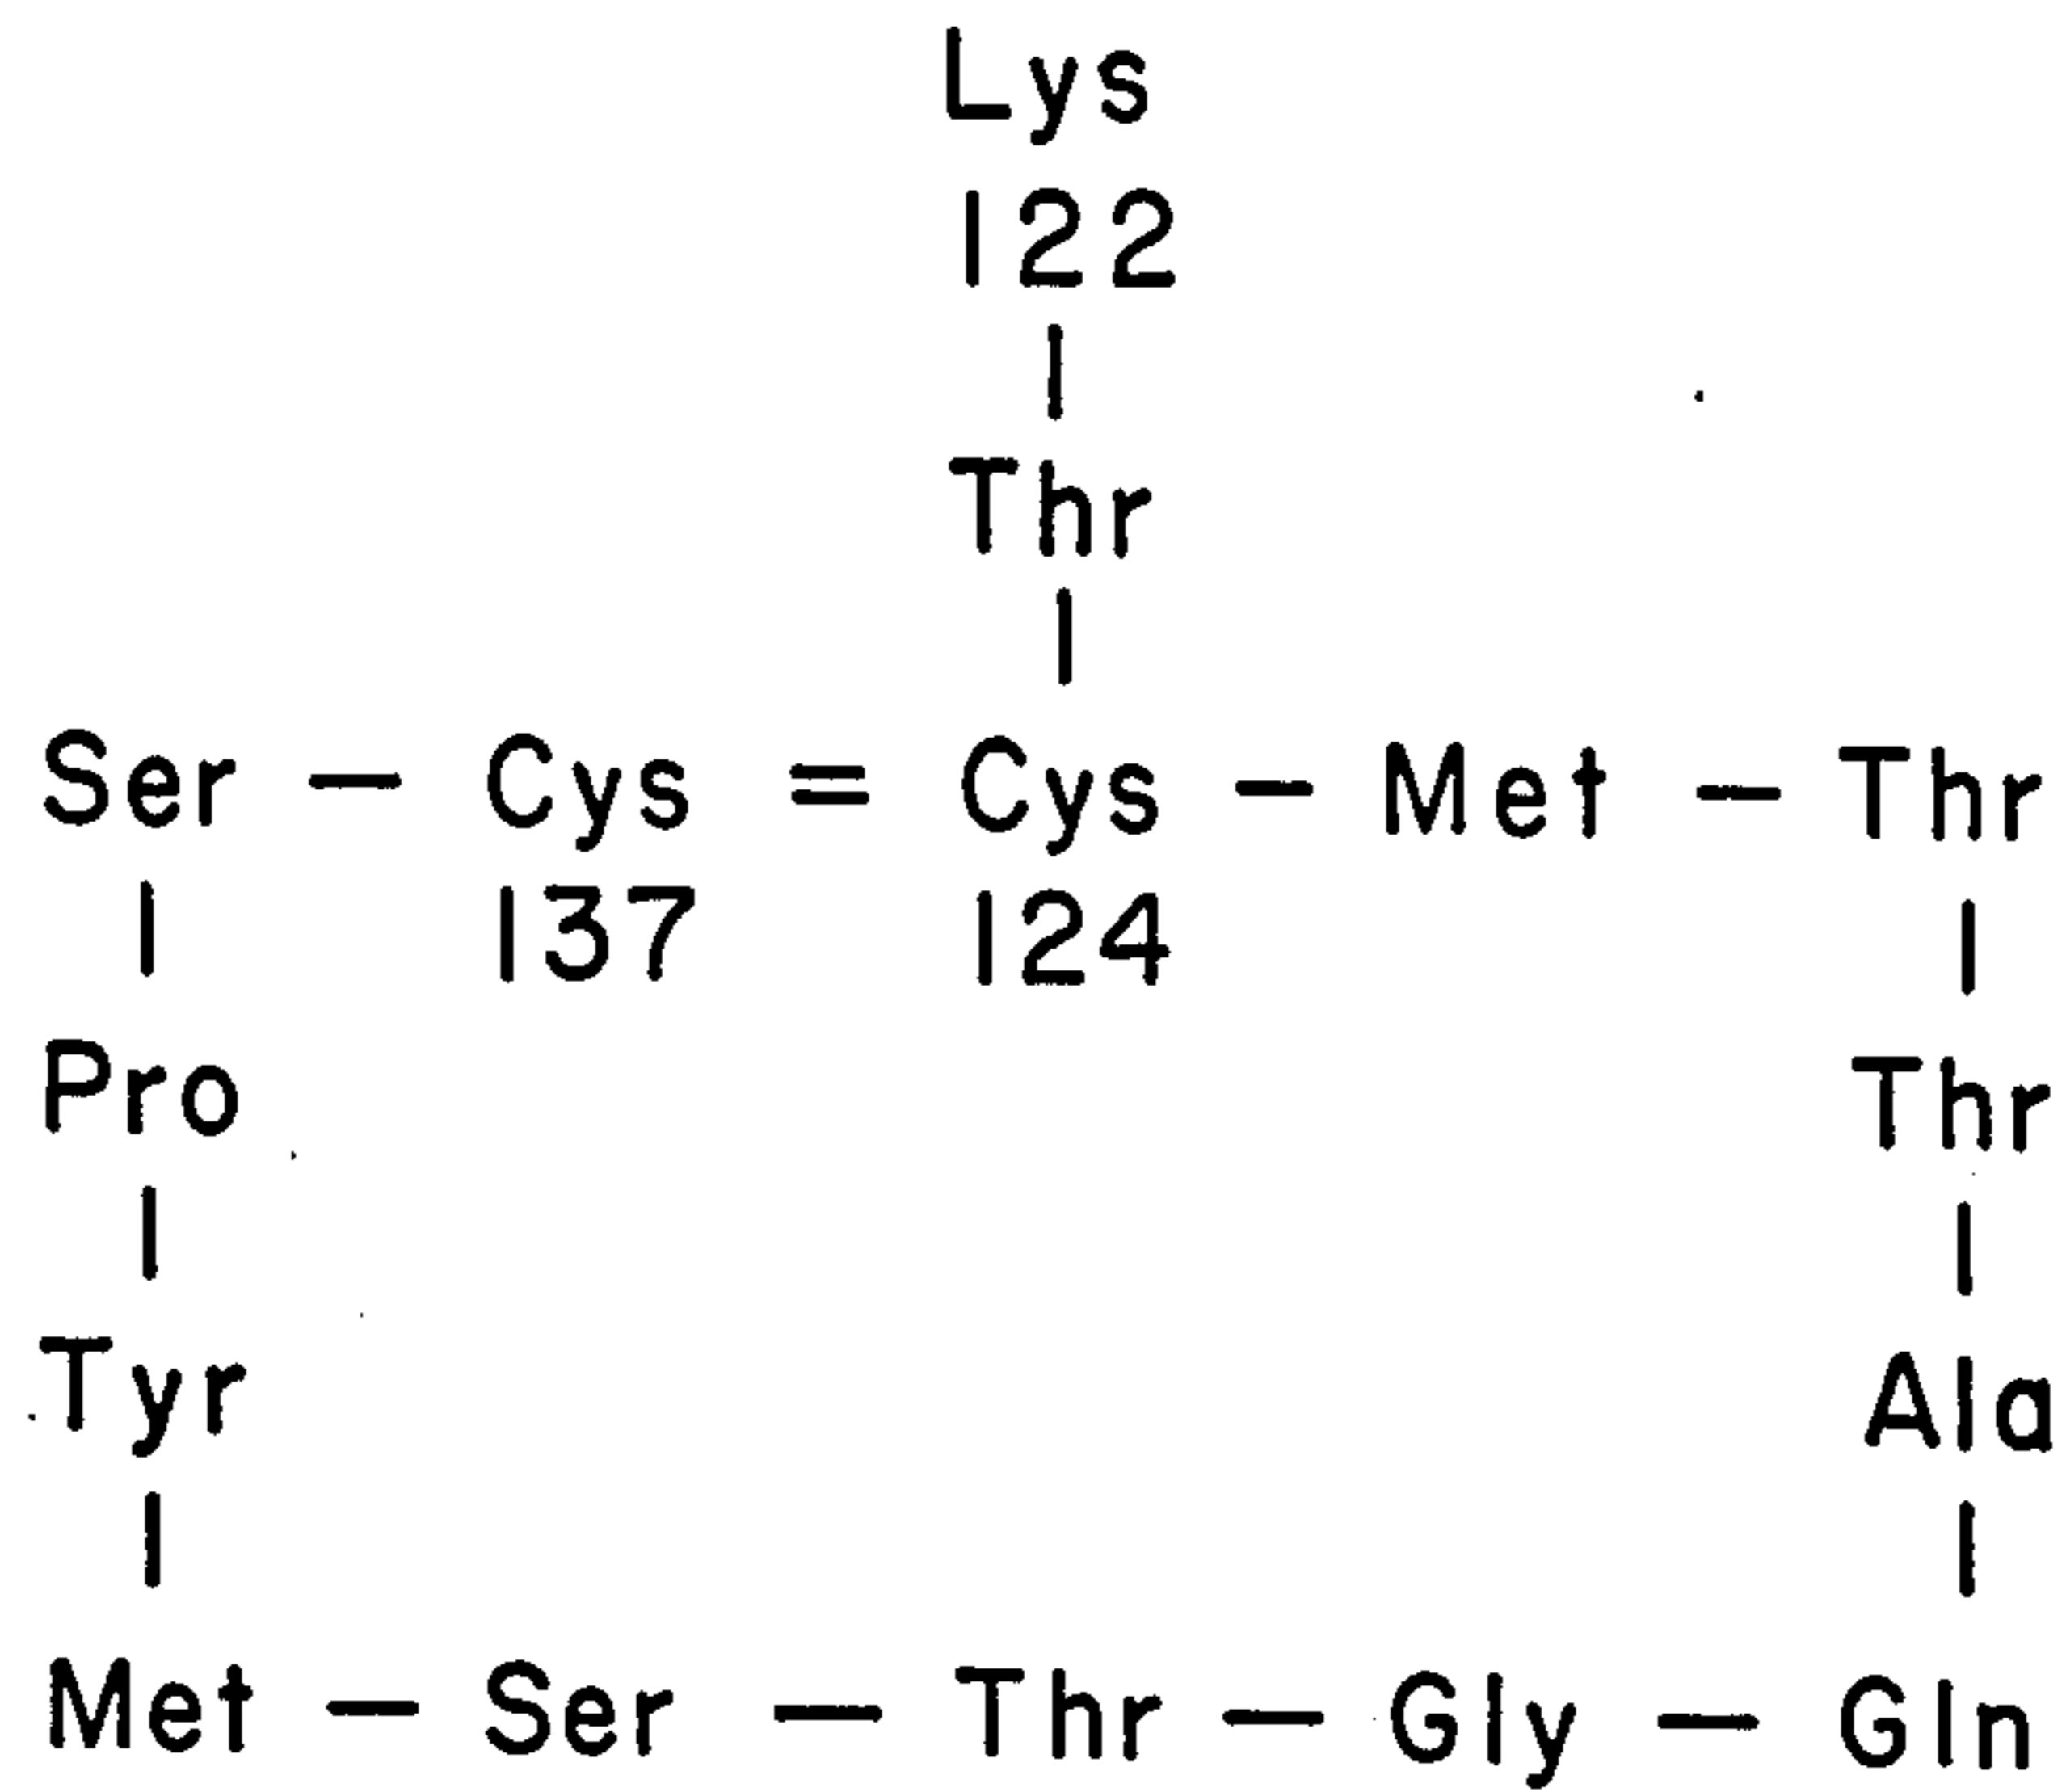 Lys
122
Thr
Ser – Cys = Cys – Met – Thr
137 124
Pro Thr
Tyr Ala
Met – Ser – Thr – Gly – Gln